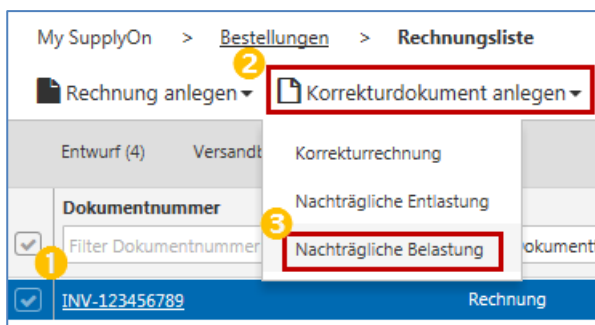 My SupplyOn > Bestellungen > Rechnungsliste
2
Rechnung anlegen Korrekturdokument anlegen
Entwurf (4) Korrekturrechnung
Nachträgliche Entlastung
Dokumentnummer
3
Filter Dokumentnummer Nachträgliche Belastung
1
INV-123456789 Rechnung